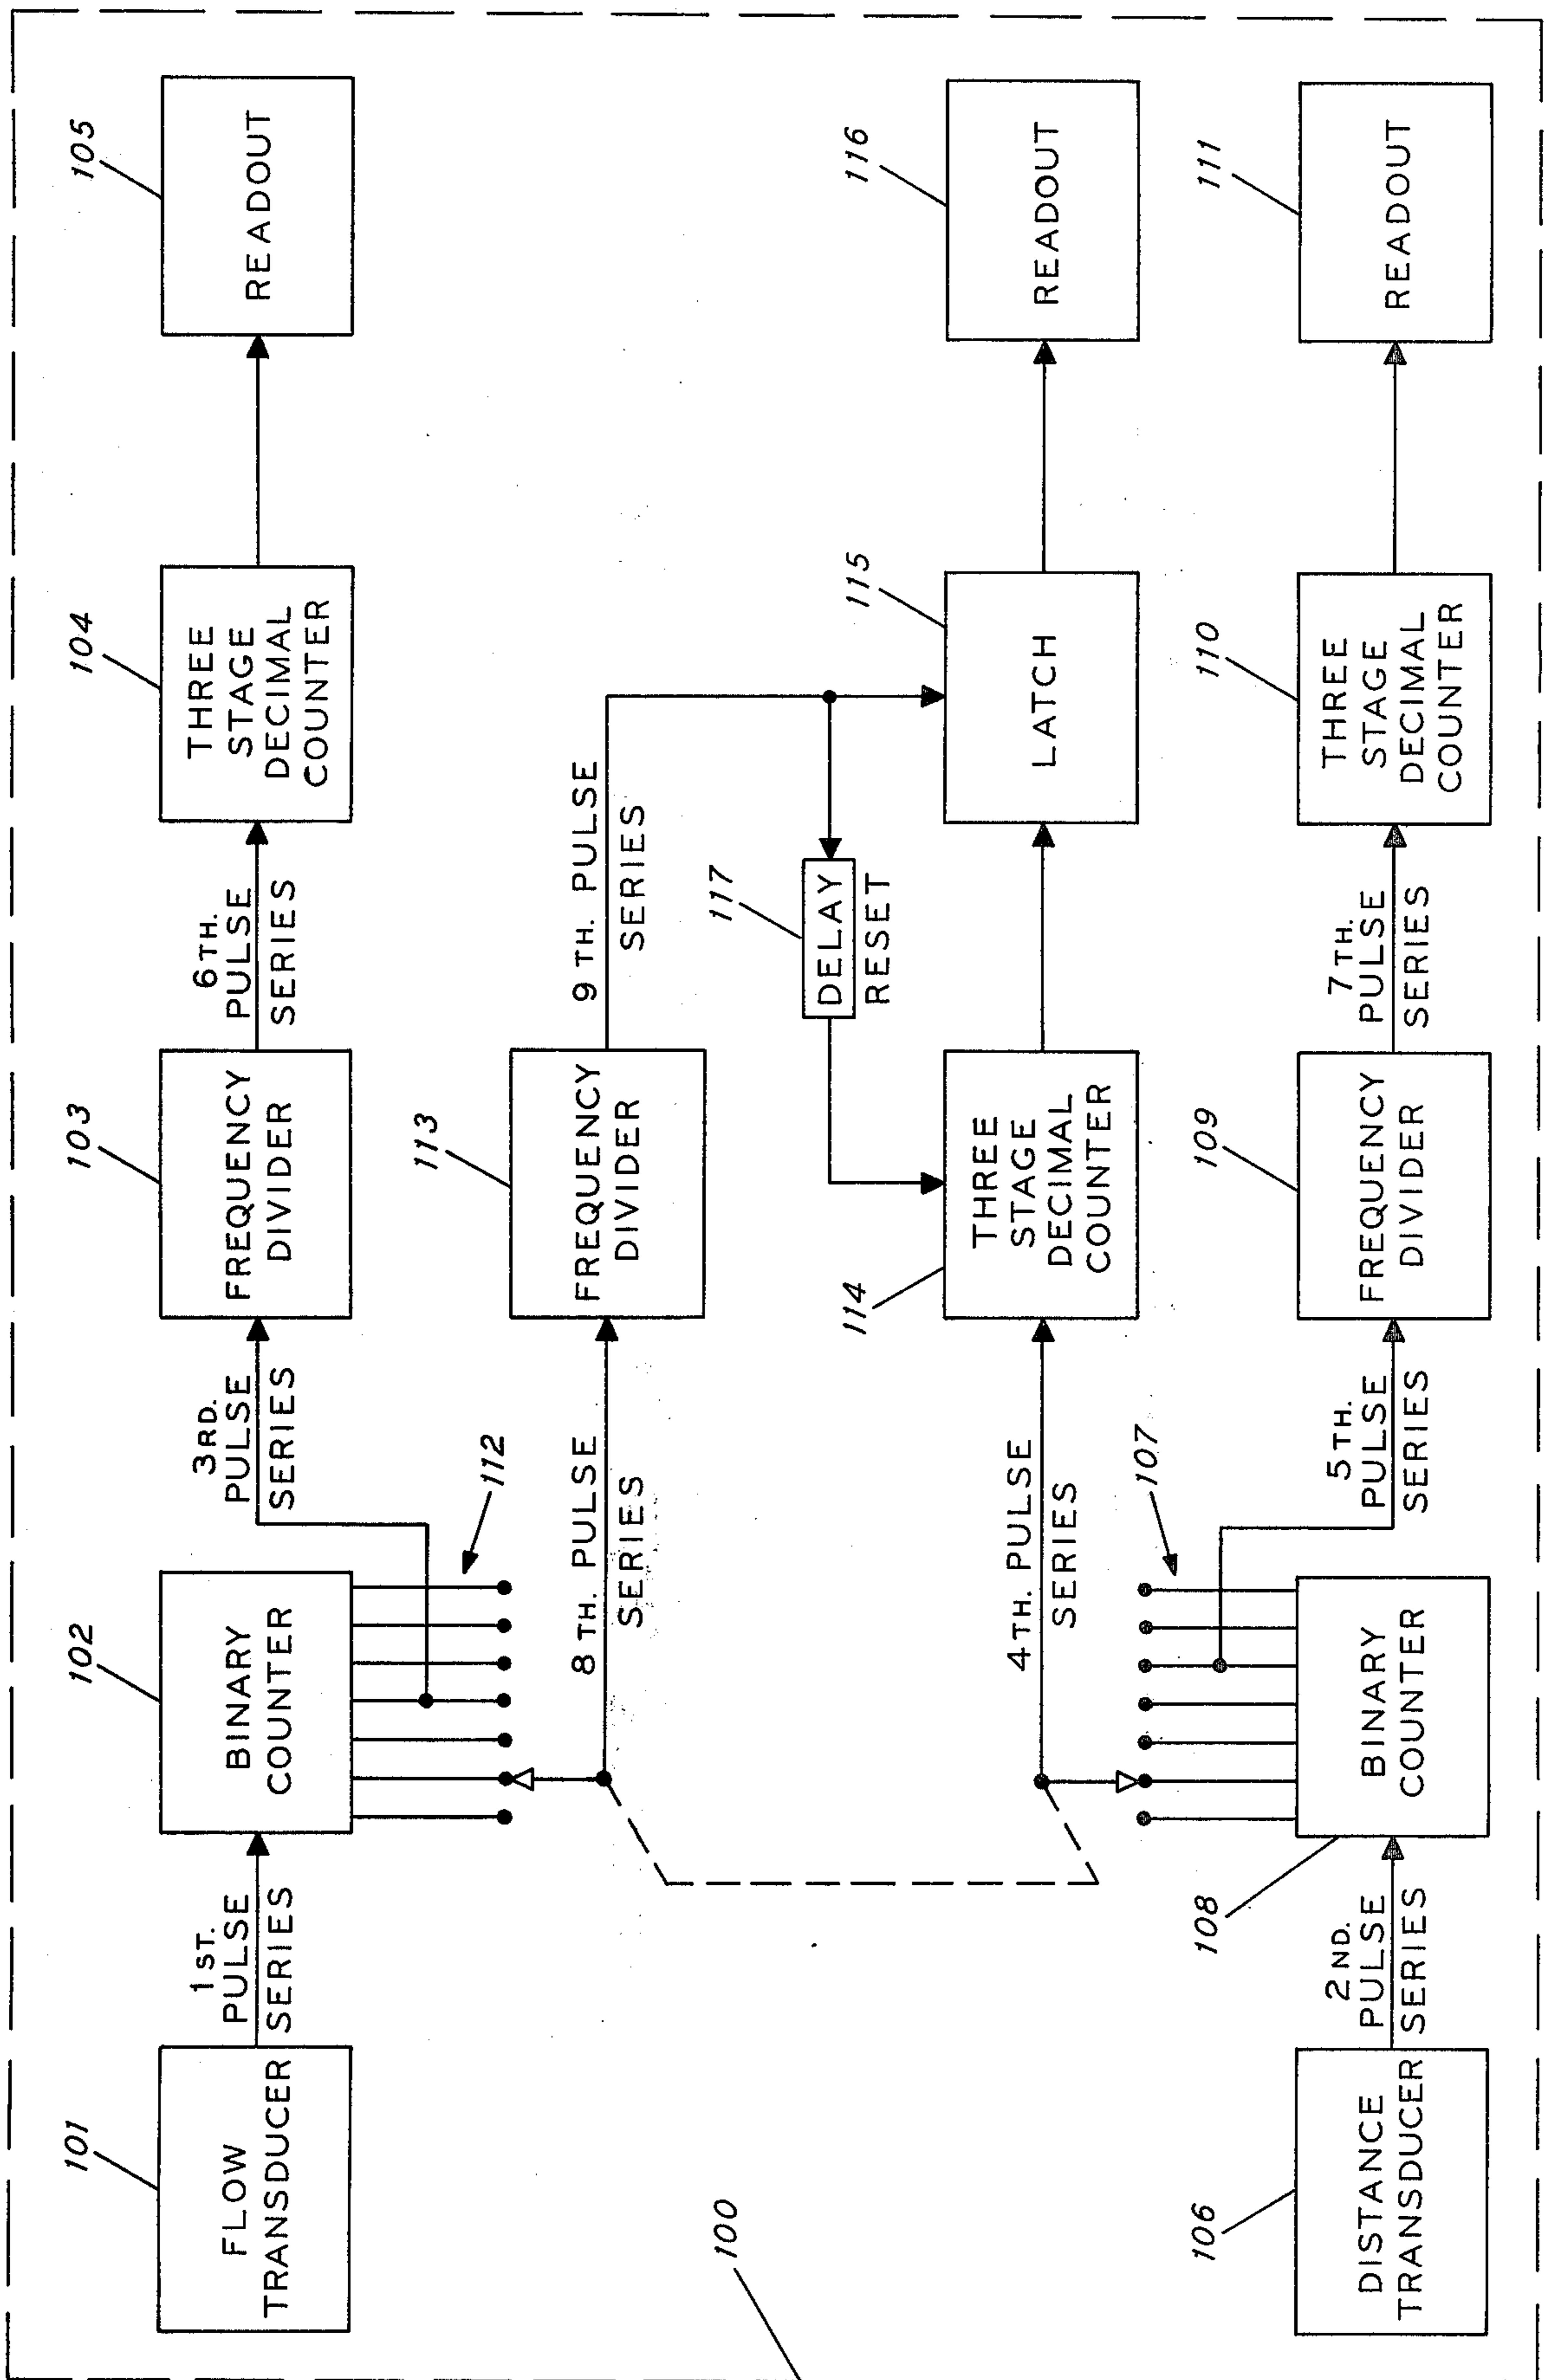 101
FLOW
TRANSDUCER
1ST.
PULSE
SERIES
102
BINARY
COUNTER
3RD.
PULSE
SERIES
103
FREQUENCY
DIVIDER
6TH.
PULSE
SERIES
104
THREE
STAGE
DECIMAL
COUNTER
105
READOUT
112
8 TH. PULSE
SERIES
113
FREQUENCY
DIVIDER
9 TH. PULSE
SERIES
117
DELAY
RESET
100
4 TH. PULSE
SERIES
114
THREE
STAGE
DECIMAL
COUNTER
115
LATCH
116
READOUT
107
106
DISTANCE
TRANSDUCER
2ND.
PULSE
SERIES
108
BINARY
COUNTER
5TH.
PULSE
SERIES
109
FREQUENCY
DIVIDER
7TH.
PULSE
SERIES
110
THREE
STAGE
DECIMAL
COUNTER
111
READOUT